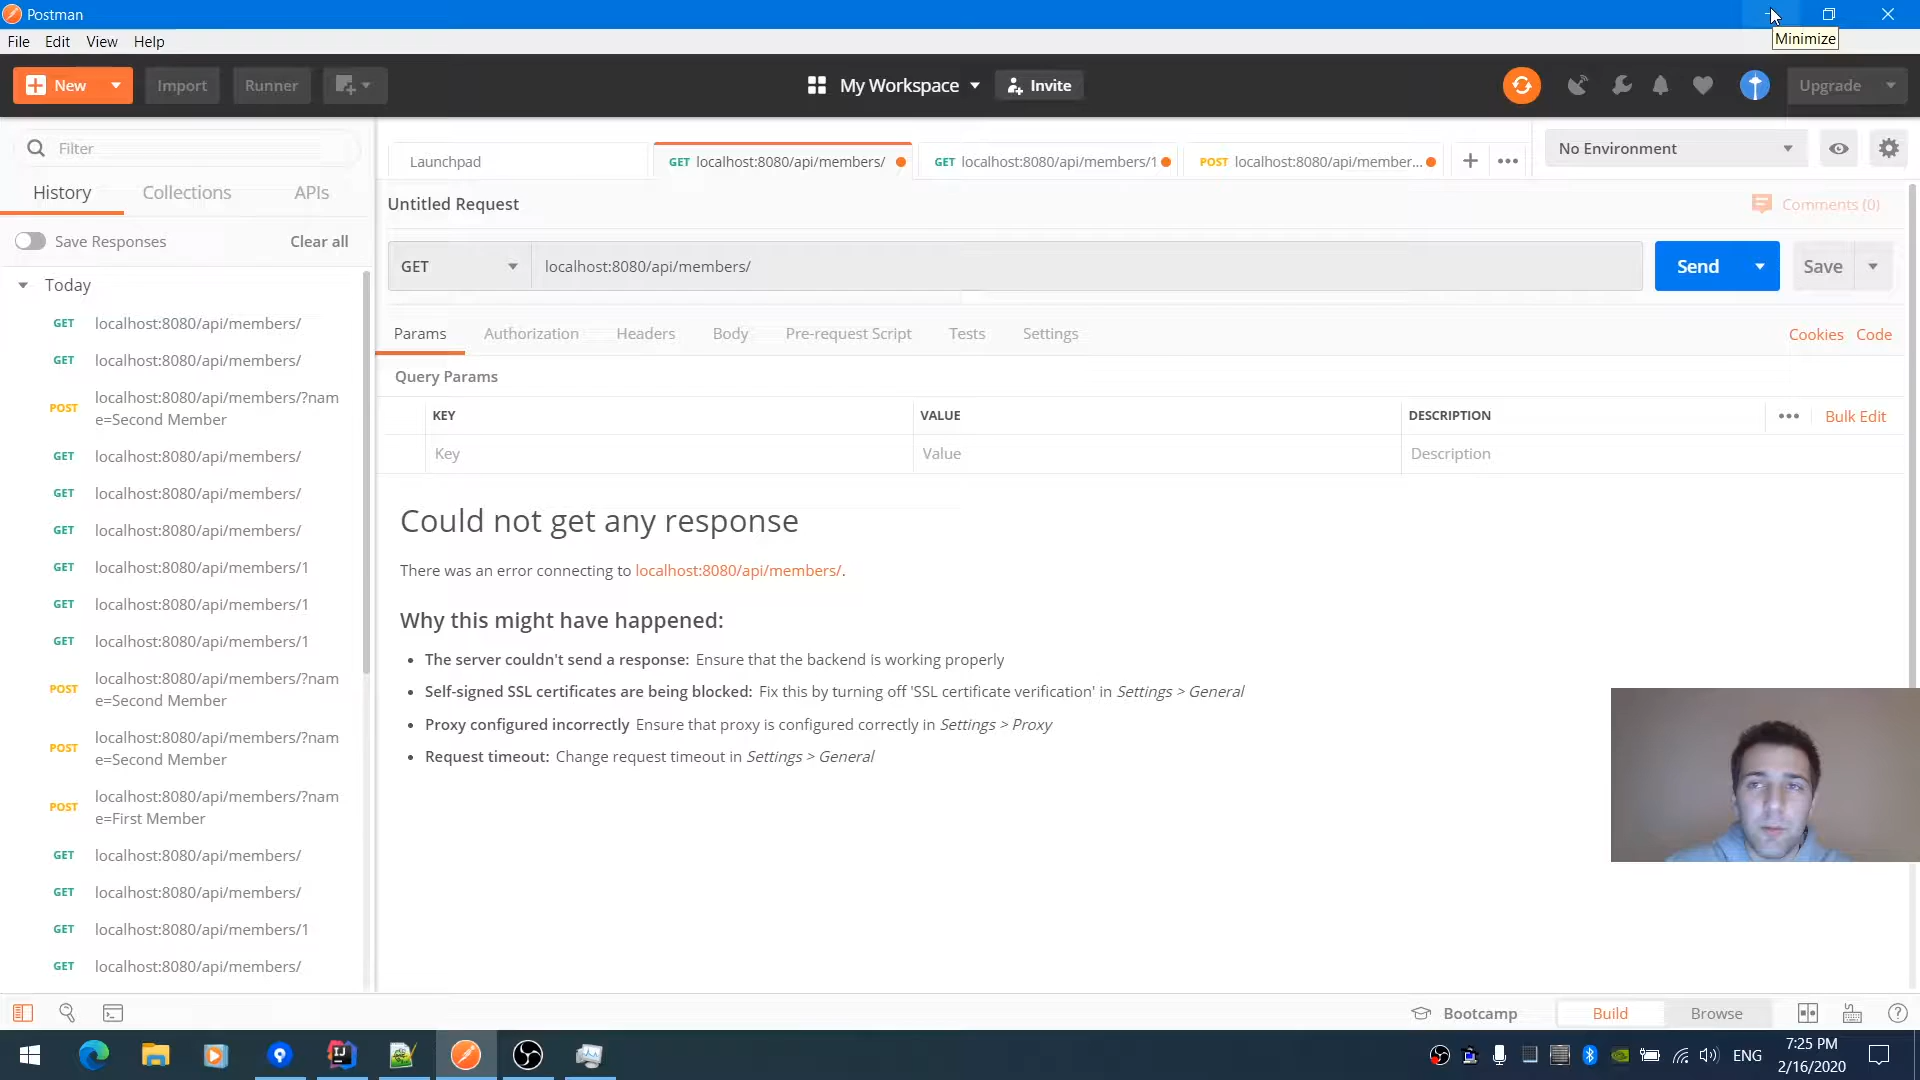 Postman
Minimize
File Edit View Help
New Import Runner My Workspace Invite Upgrade
Filter
Launchpad GET localhost:8080/api/members/ GET localhost:8080/api/members/1 POST localhost:8080/api/member... No Environment
History Collections APIs
Untitled Request Comments (0)
Save Responses Clear all
GET localhost:8080/api/members/ Send Save
Today
GET localhost:8080/api/members/
GET localhost:8080/api/members/
POST localhost:8080/api/members/?nam
e=Second Member
GET localhost:8080/api/members/
GET localhost:8080/api/members/
GET localhost:8080/api/members/
GET localhost:8080/api/members/1
GET localhost:8080/api/members/1
GET localhost:8080/api/members/1
POST localhost:8080/api/members/?nam
e=Second Member
POST localhost:8080/api/members/?nam
e=Second Member
POST localhost:8080/api/members/?nam
e=First Member
GET localhost:8080/api/members/
GET localhost:8080/api/members/
GET localhost:8080/api/members/1
GET localhost:8080/api/members/
Params Authorization Headers Body Pre-request Script Tests Settings Cookies Code
Query Params
KEY VALUE DESCRIPTION Bulk Edit
Key Value Description
Could not get any response
There was an error connecting to localhost:8080/api/members/.
Why this might have happened:
• The server couldn't send a response: Ensure that the backend is working properly
• Self-signed SSL certificates are being blocked: Fix this by turning off 'SSL certificate verification' in Settings > General
• Proxy configured incorrectly Ensure that proxy is configured correctly in Settings > Proxy
• Request timeout: Change request timeout in Settings > General
Bootcamp Build Browse
ENG 7:25 PM
2/16/2020